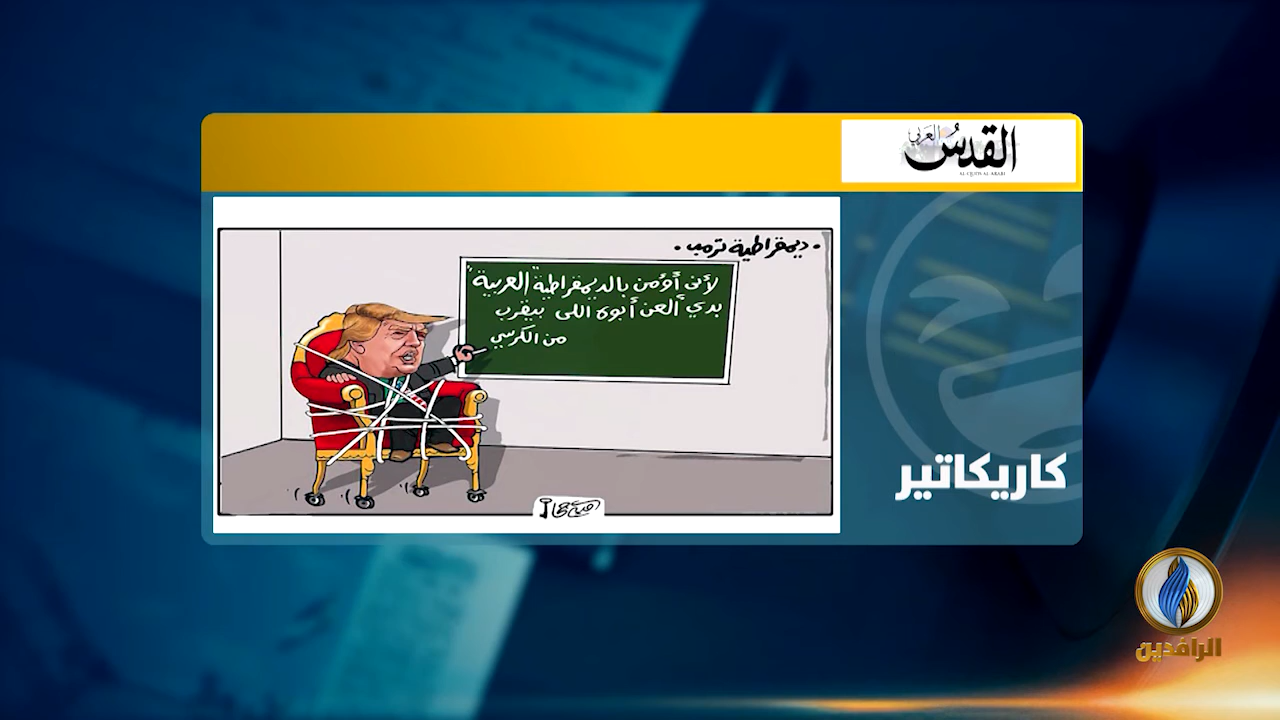 القدس العربي
AL-QUDS AL-ARABI
• ديمقراطية ترمب •
لأني أؤمن بالديمقراطية "العربية"
بدي ألعن أبوه اللى بيقرب
من الكرسي
كاريكاتير
الرافدين